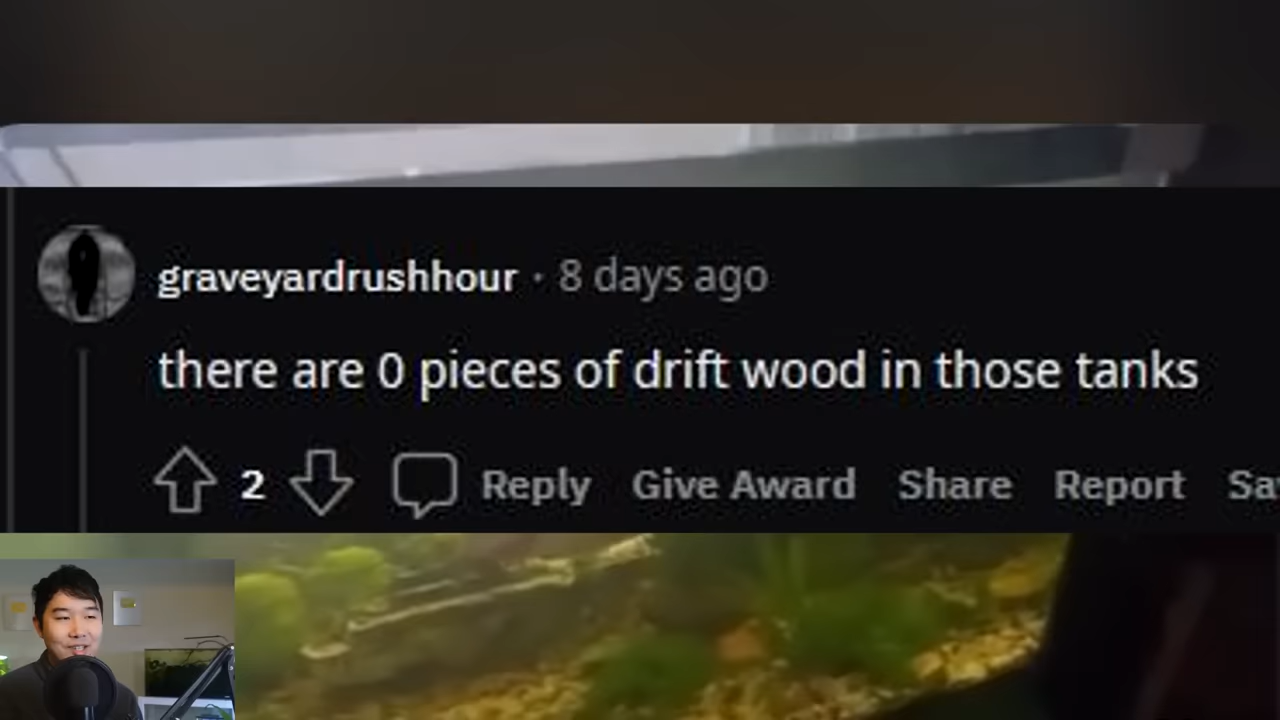 graveyardrushhour · 8 days ago
there are 0 pieces of drift wood in those tanks
2 Reply Give Award Share Report